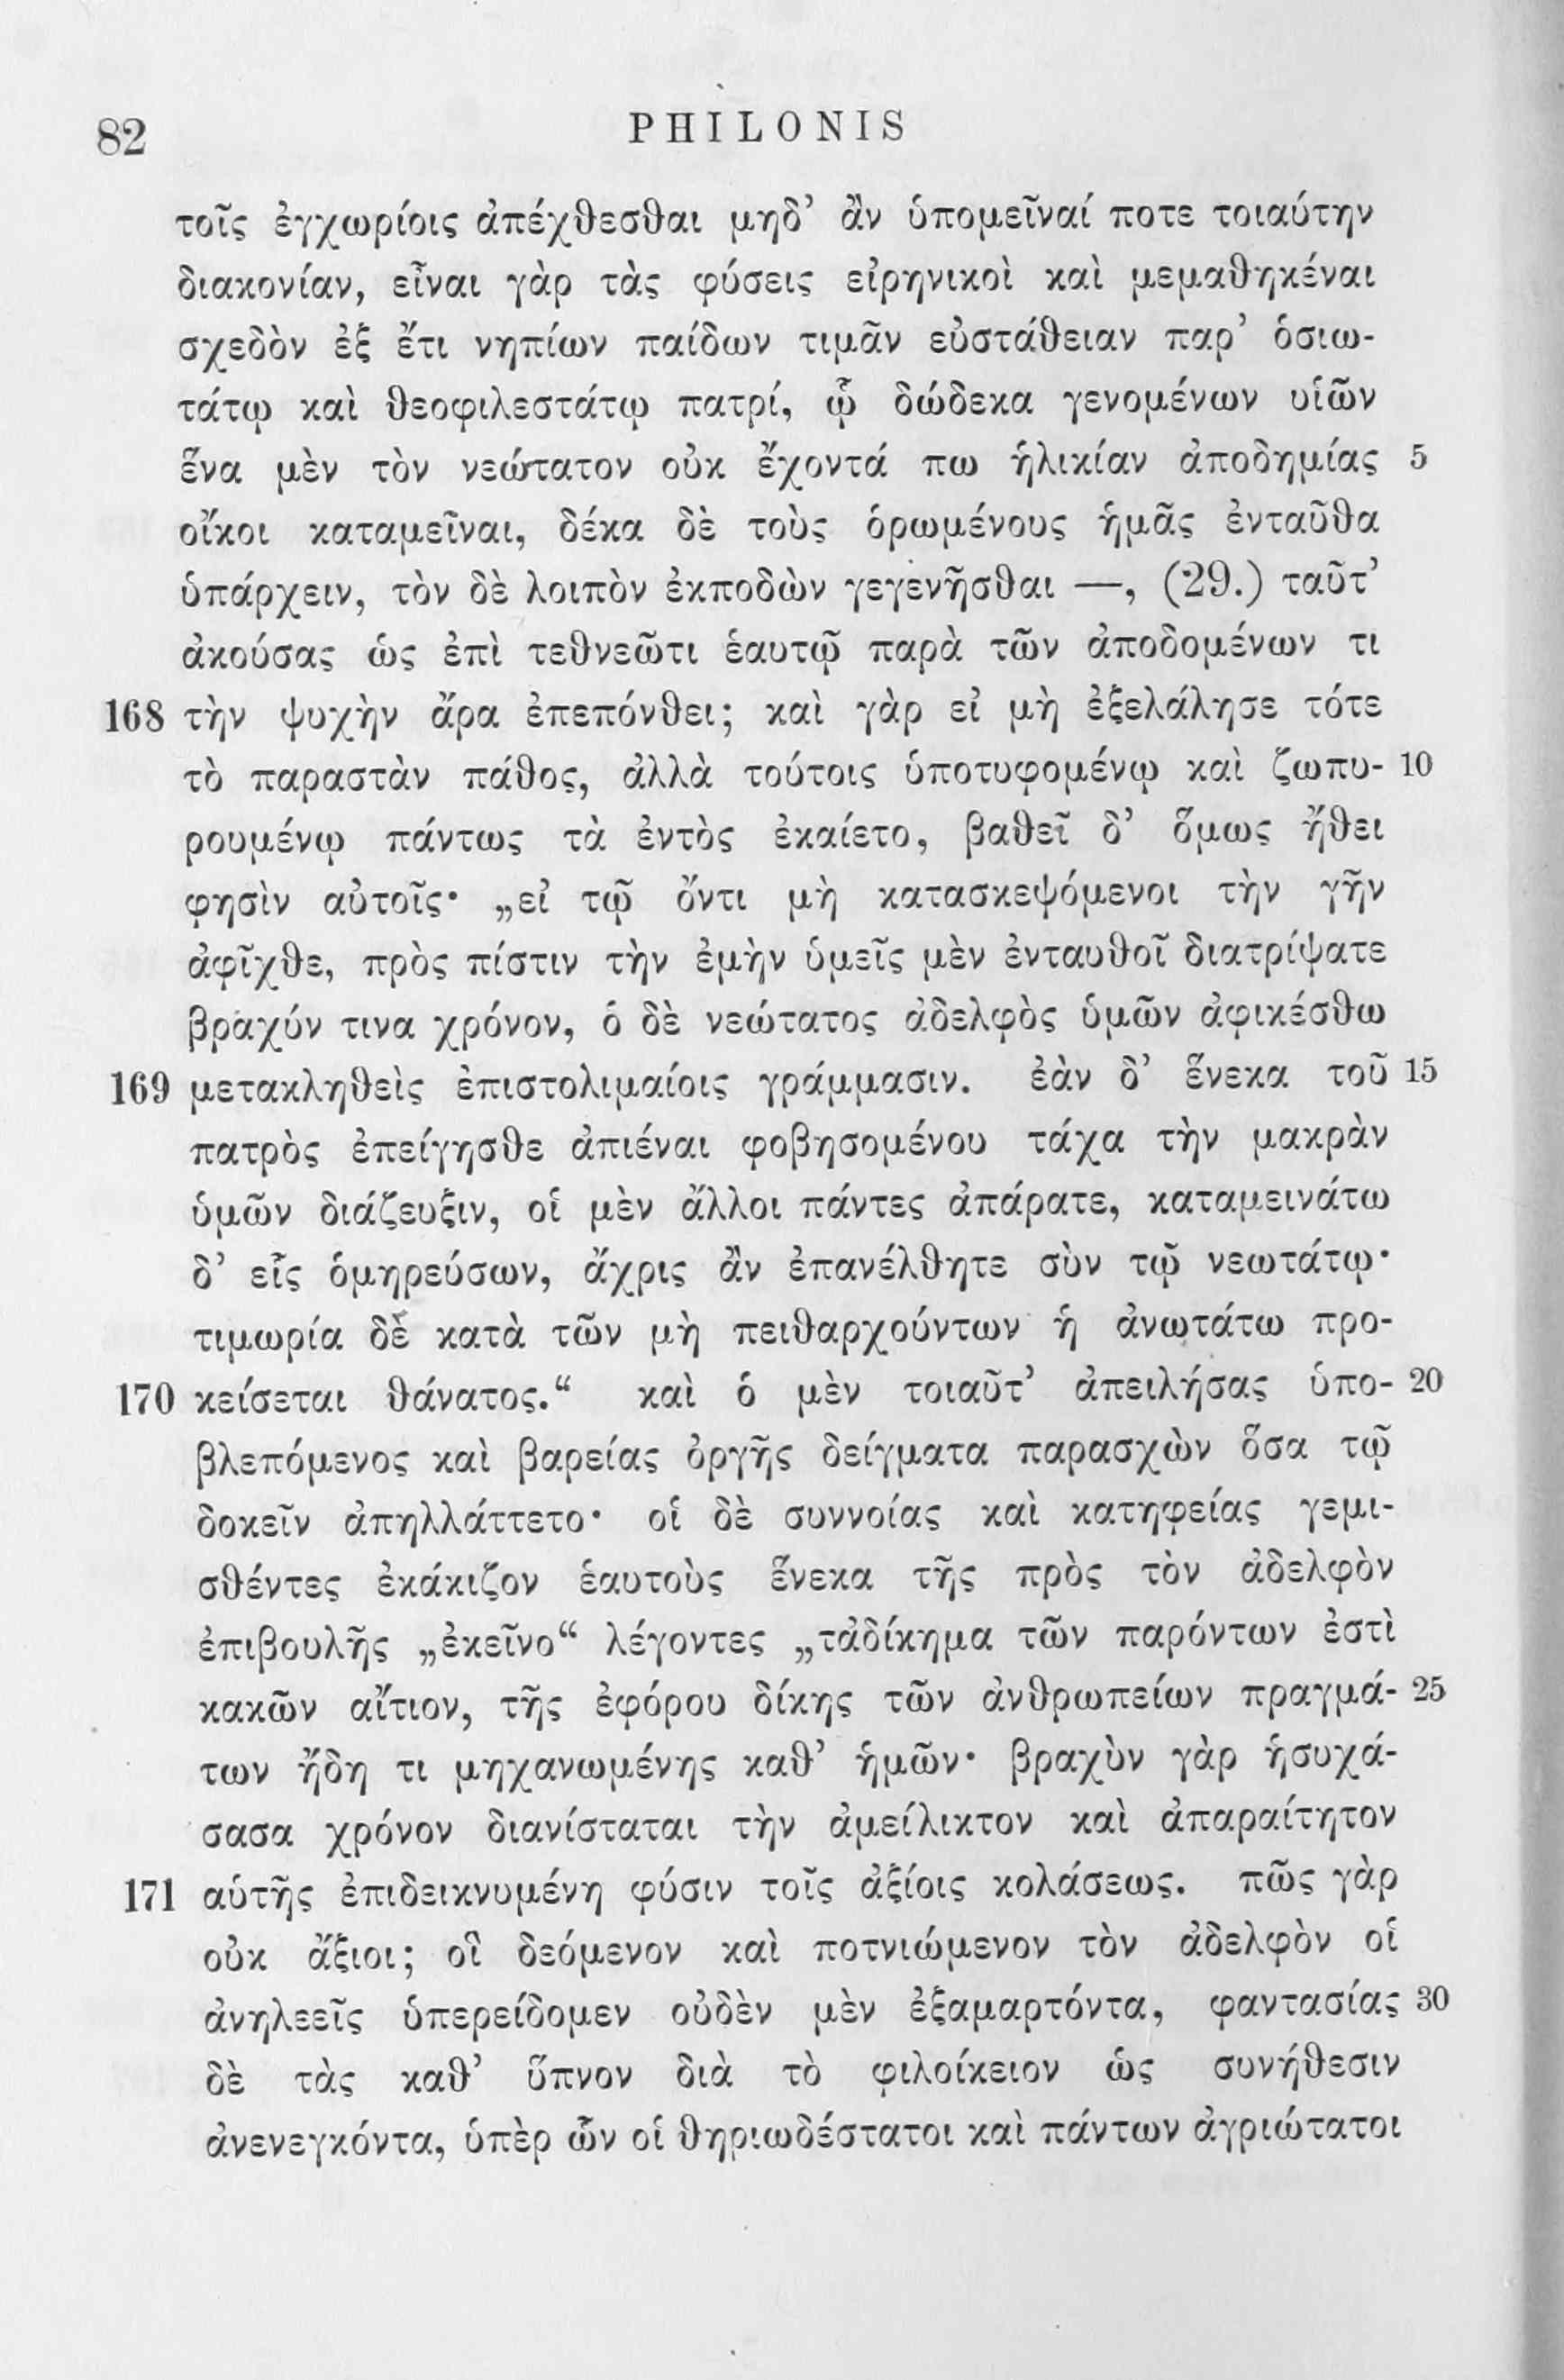 82 PHILONIS
τοῖς ἐγχωρίοις ἀπέχθεσθαι μηδ’ ἂν ὑπομεῖναί ποτε τοιαύτην
διακονίαν, εἶναι γὰρ τὰς φύσεις εἰρηνικοὶ καὶ μεμαθηκέναι
σχεδὸν ἐξ ἔτι νηπίων παίδων τιμᾶν εὐστάθειαν παρ’ ὁσιω-
τάτῳ καὶ θεοφιλεστάτῳ πατρί, ᾧ δώδεκα γενομένων υἱῶν
ἕνα μὲν τὸν νεώτατον οὐκ ἔχοντά πω ἡλικίαν ἀποδημίας 5
οἴκοι καταμεῖναι, δέκα δὲ τοὺς ὁρωμένους ἡμᾶς ἐνταῦθα
ὑπάρχειν, τὸν δὲ λοιπὸν ἐκποδὼν γεγενῆσθαι —, (29.) ταῦτ’
ἀκούσας ὡς ἐπὶ τεθνεῶτι ἑαυτῷ παρὰ τῶν ἀποδομένων τι
168 τὴν ψυχὴν ἄρα ἐπεπόνθει; καὶ γὰρ εἰ μὴ ἐξελάλησε τότε
τὸ παραστὰν πάθος, ἀλλὰ τούτοις ὑποτυφομένῳ καὶ ζωπυ- 10
ρουμένῳ πάντως τὰ ἐντὸς ἐκαίετο, βαθεῖ δ’ ὅμως ἤθει
φησὶν αὐτοῖς· „εἰ τῷ ὄντι μὴ κατασκεψόμενοι τὴν γῆν
ἀφῖχθε, πρὸς πίστιν τὴν ἐμὴν ὑμεῖς μὲν ἐνταυθοῖ διατρίψατε
βραχύν τινα χρόνον, ὁ δὲ νεώτατος ἀδελφὸς ὑμῶν ἀφικέσθω
169 μετακληθεὶς ἐπιστολιμαίοις γράμμασιν. ἐὰν δ’ ἕνεκα τοῦ 15
πατρὸς ἐπείγησθε ἀπιέναι φοβησομένου τάχα τὴν μακρὰν
ὑμῶν διάζευξιν, οἱ μὲν ἄλλοι πάντες ἀπάρατε, καταμεινάτω
δ’ εἷς ὁμηρεύσων, ἄχρις ἂν ἐπανέλθητε σὺν τῷ νεωτάτῳ·
τιμωρία δὲ κατὰ τῶν μὴ πειθαρχούντων ἡ ἀνωτάτω προ-
170 κείσεται θάνατος.“ καὶ ὁ μὲν τοιαῦτ’ ἀπειλήσας ὑπο- 20
βλεπόμενος καὶ βαρείας ὀργῆς δείγματα παρασχὼν ὅσα τῷ
δοκεῖν ἀπηλλάττετο· οἱ δὲ συννοίας καὶ κατηφείας γεμι-
σθέντες ἐκάκιζον ἑαυτοὺς ἕνεκα τῆς πρὸς τὸν ἀδελφὸν
ἐπιβουλῆς „ἐκεῖνο“ λέγοντες „τἀδίκημα τῶν παρόντων ἐστὶ
κακῶν αἴτιον, τῆς ἐφόρου δίκης τῶν ἀνθρωπείων πραγμά- 25
των ἤδη τι μηχανωμένης καθ’ ἡμῶν· βραχὺν γὰρ ἡσυχά-
σασα χρόνον διανίσταται τὴν ἀμείλικτον καὶ ἀπαραίτητον
171 αὑτῆς ἐπιδεικνυμένη φύσιν τοῖς ἀξίοις κολάσεως. πῶς γὰρ
οὐκ ἄξιοι; οἳ δεόμενον καὶ ποτνιώμενον τὸν ἀδελφὸν οἱ
ἀνηλεεῖς ὑπερείδομεν οὐδὲν μὲν ἐξαμαρτόντα, φαντασίας 30
δὲ τὰς καθ’ ὕπνον διὰ τὸ φιλοίκειον ὡς συνήθεσιν
ἀνενεγκόντα, ὑπὲρ ὧν οἱ θηριωδέστατοι καὶ πάντων ἀγριώτατοι